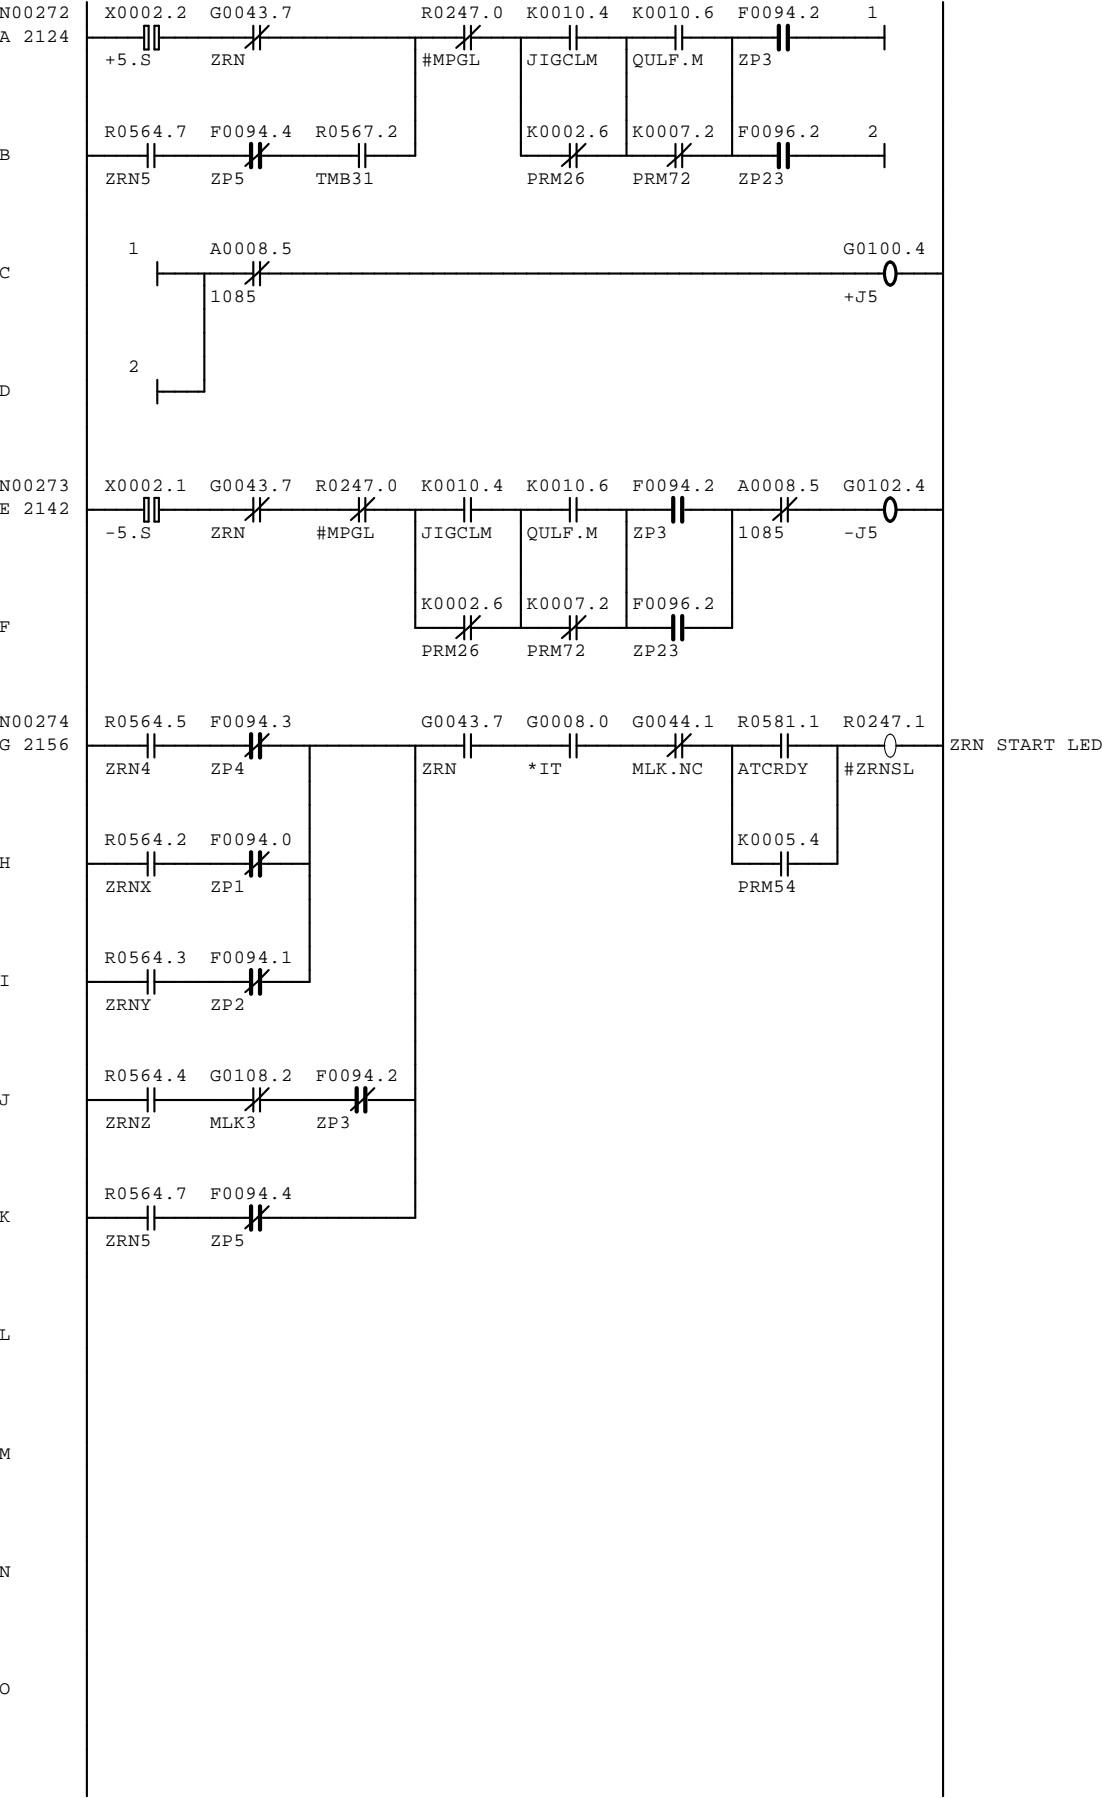 N00272 X0002.2 G0043.7 R0247.0 K0010.4 K0010.6 F0094.2 1
A 2124
+5.S ZRN #MPGL JIGCLM QULF.M ZP3
R0564.7 F0094.4 R0567.2 K0002.6 K0007.2 F0096.2 2
B
ZRN5 ZP5 TMB31 PRM26 PRM72 ZP23
1 A0008.5 G0100.4
C
1085 +J5
2
D
N00273 X0002.1 G0043.7 R0247.0 K0010.4 K0010.6 F0094.2 A0008.5 G0102.4
E 2142
-5.S ZRN #MPGL JIGCLM QULF.M ZP3 1085 -J5
K0002.6 K0007.2 F0096.2
F
PRM26 PRM72 ZP23
N00274 R0564.5 F0094.3 G0043.7 G0008.0 G0044.1 R0581.1 R0247.1
G 2156 ZRN START LED
ZRN4 ZP4 ZRN *IT MLK.NC ATCRDY #ZRNSL
R0564.2 F0094.0 K0005.4
H
ZRNX ZP1 PRM54
R0564.3 F0094.1
I
ZRNY ZP2
R0564.4 G0108.2 F0094.2
J
ZRNZ MLK3 ZP3
R0564.7 F0094.4
K
ZRN5 ZP5
L
M
N
O